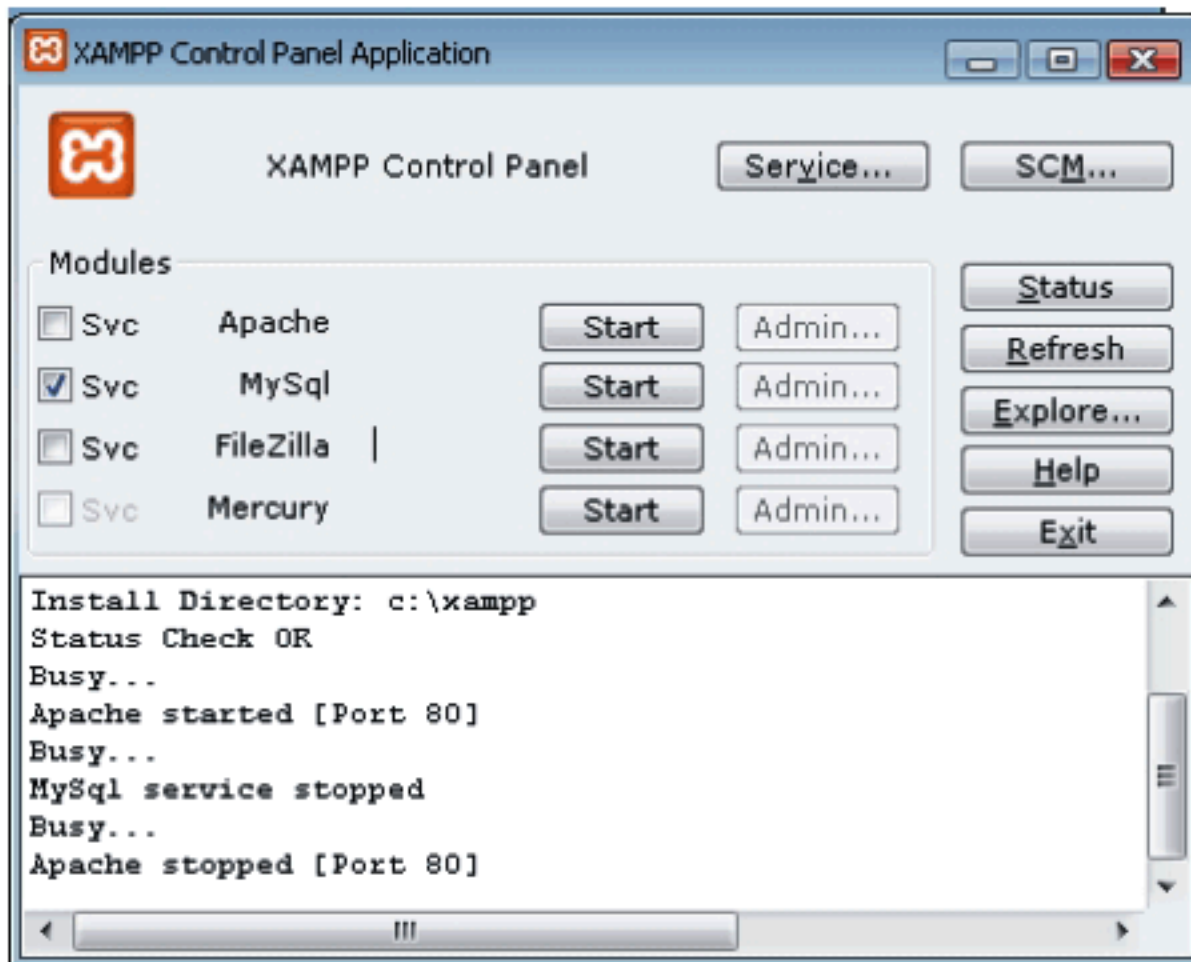 XAMPP Control Panel Application
XAMPP Control Panel Service... SCM...
Modules
Svc Apache Start Admin...
Svc MySql Start Admin...
Svc FileZilla Start Admin...
Svc Mercury Start Admin...
Status
Refresh
Explore...
Help
Exit
Install Directory: c:\xampp
Status Check OK
Busy...
Apache started [Port 80]
Busy...
MySql service stopped
Busy...
Apache stopped [Port 80]